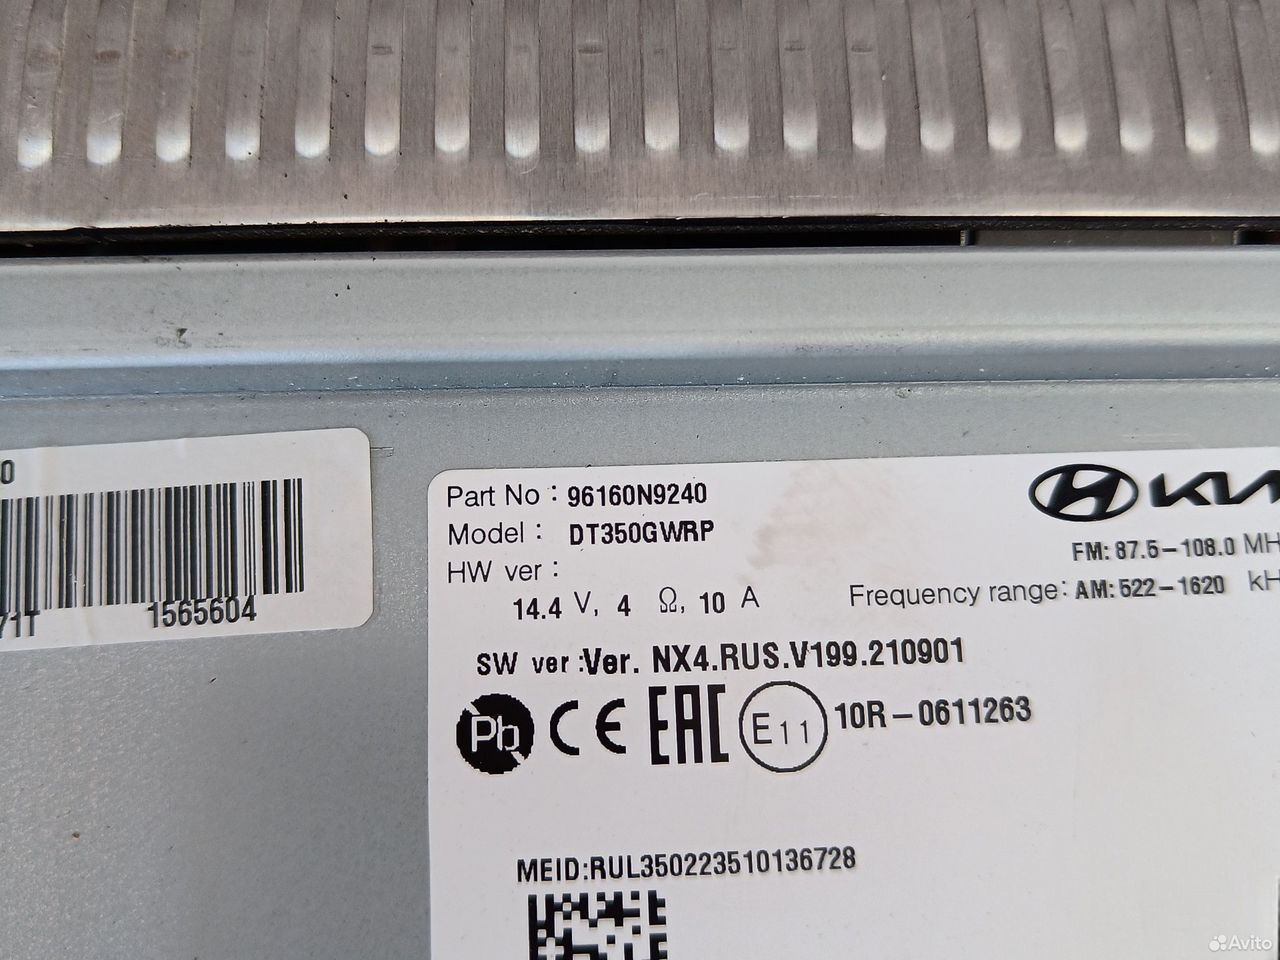 0
71T
1565604
Part No : 96160N9240
Model : DT350GWRP
HW ver :
14.4 V, 4 Ω, 10 A
KIA
FM: 87.5-108.0 MH
Frequency range: AM: 522-1620 kH
SW ver :Ver. NX4.RUS.V199.210901
Pb CE EAC E11 10R-0611263
MEID:RUL350223510136728
Avito